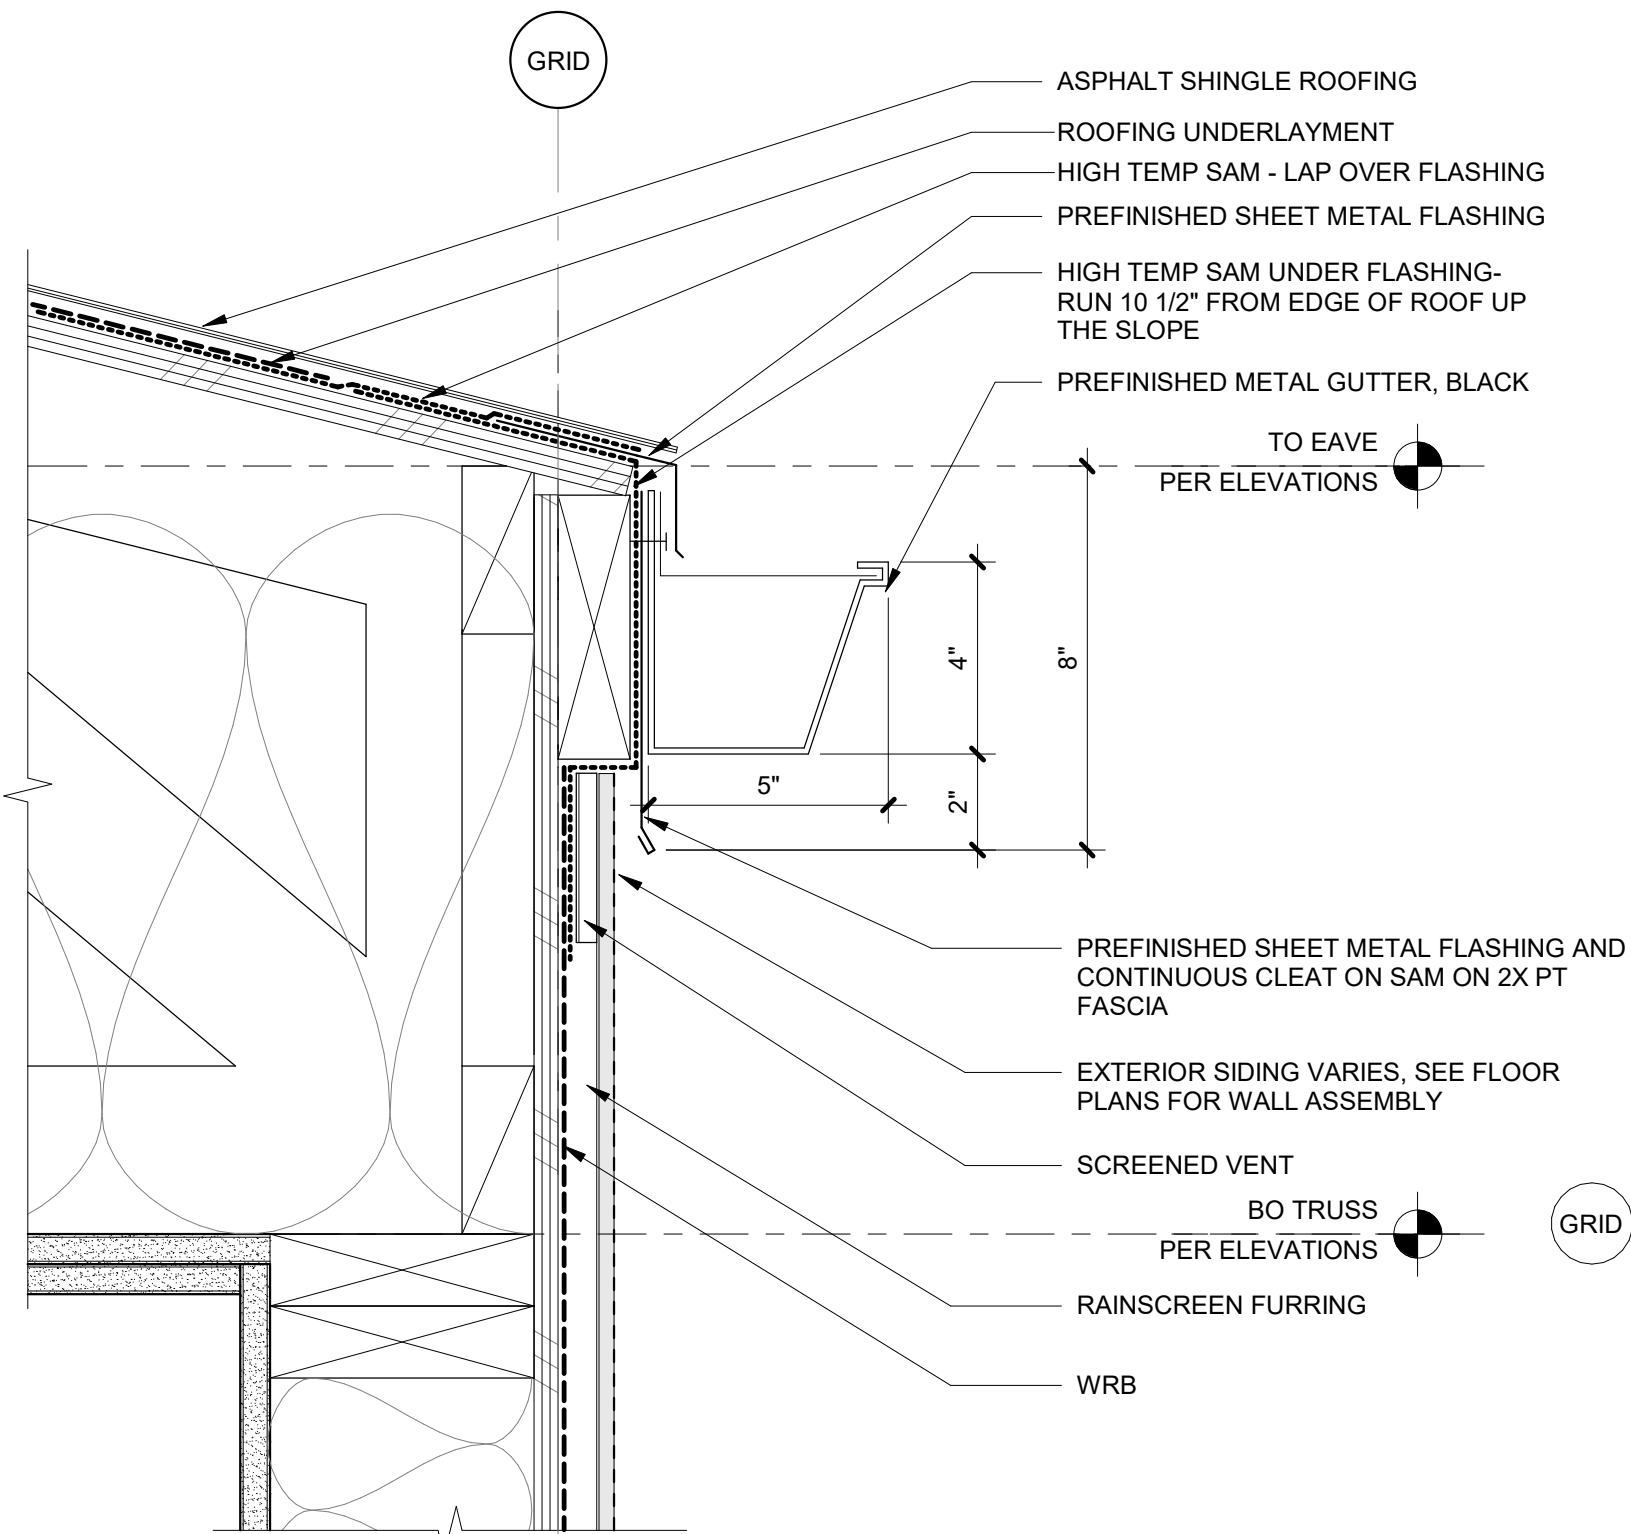 GRID
ASPHALT SHINGLE ROOFING
ROOFING UNDERLAYMENT
HIGH TEMP SAM - LAP OVER FLASHING
PREFINISHED SHEET METAL FLASHING
HIGH TEMP SAM UNDER FLASHING-
RUN 10 1/2" FROM EDGE OF ROOF UP
THE SLOPE
PREFINISHED METAL GUTTER, BLACK
TO EAVE
PER ELEVATIONS
4"
8"
5"
2"
PREFINISHED SHEET METAL FLASHING AND
CONTINUOUS CLEAT ON SAM ON 2X PT
FASCIA
EXTERIOR SIDING VARIES, SEE FLOOR
PLANS FOR WALL ASSEMBLY
SCREENED VENT
BO TRUSS
PER ELEVATIONS
GRID
RAINSCREEN FURRING
WRB